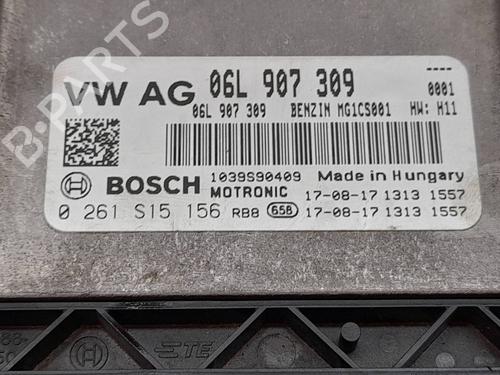 B-PARTS
VW AG 06L 907 309 ----
06L 907 309 BENZIN MG1CS001 0001
HW: H11
BOSCH 1039S90409 Made in Hungary
MOTRONIC 17-08-17 1313 1557
0 261 S15 156 RB8 658 17-08-17 1313 1557
TE